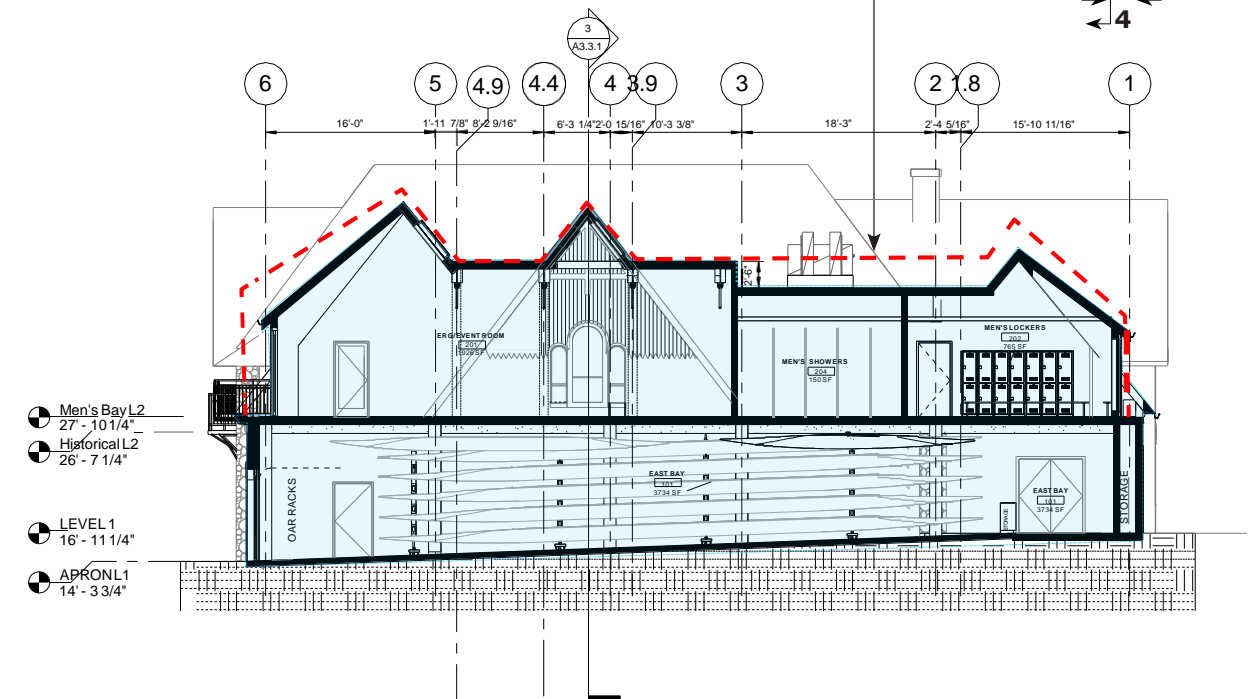 4
3
A3.3.1
6
5
4.9
4.4
4
3.9
3
2
1.8
1
16'-0"
1'-11 7/8"
8'-2 9/16"
6'-3 1/4"
2'-0 15/16"
10'-3 3/8"
18'-3"
2'-4 5/16"
15'-10 11/16"
2'-6"
ERG/EVENT ROOM
201
1926 SF
MEN'S SHOWERS
204
150 SF
MEN'S LOCKERS
202
765 SF
Men's Bay L2
27' - 10 1/4"
Historical L2
26' - 7 1/4"
LEVEL 1
16' - 11 1/4"
APRON L1
14' - 3 3/4"
OAR RACKS
EAST BAY
101
3734 SF
STORAGE
EAST BAY
101
3734 SF
STORAGE